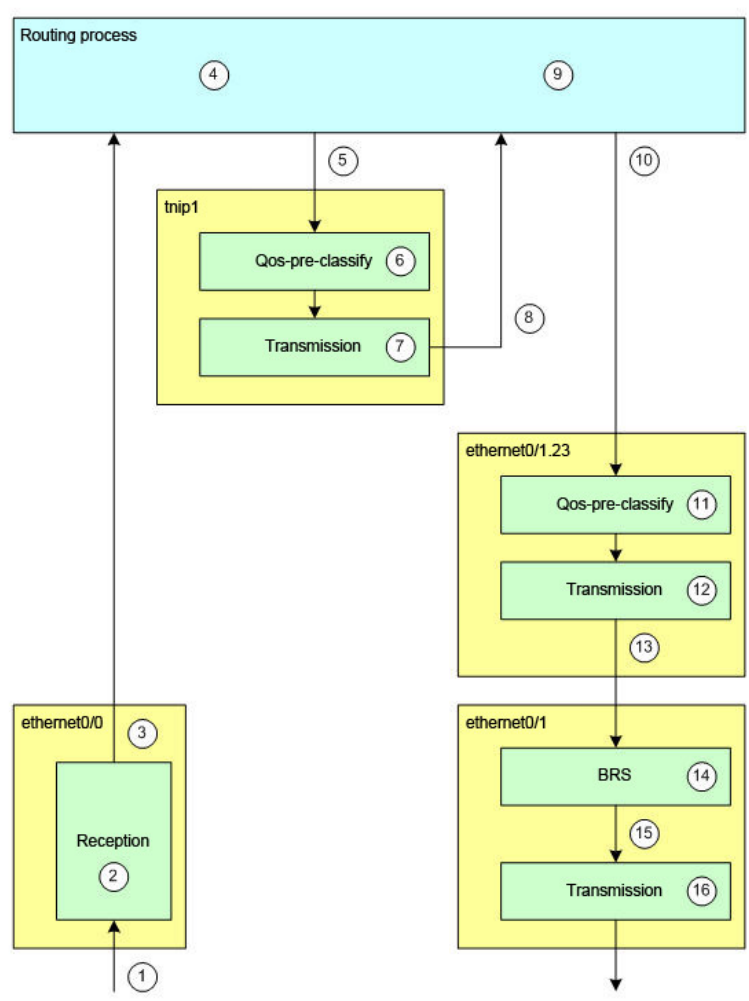 Routing process
4
9
5
10
tnip1
Qos-pre-classify 6
8
Transmission 7
ethernet0/1.23
Qos-pre-classify 11
Transmission 12
13
ethernet0/0
3
ethernet0/1
BRS 14
Reception
15
2
Transmission 16
1